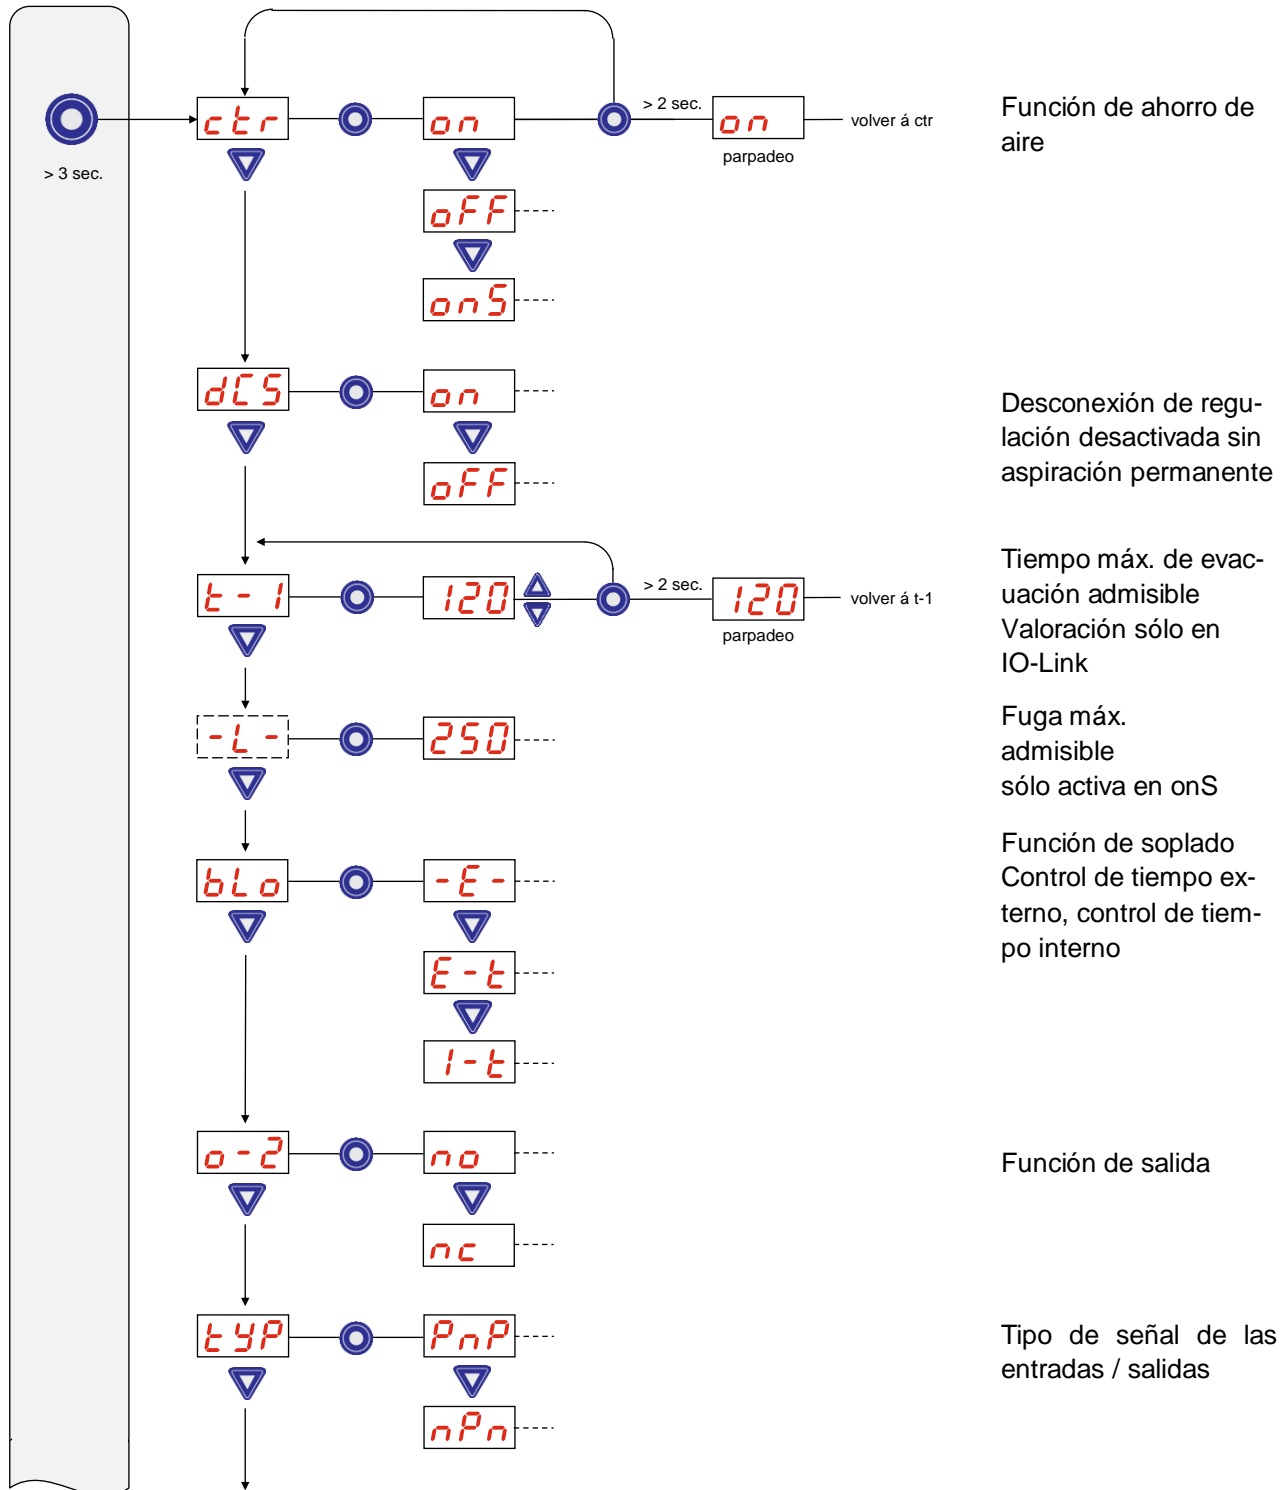 > 3 sec.
ctr
on
> 2 sec.
on
parpadeo
volver á ctr
Función de ahorro de
aire
oFF
onS
dCS
on
oFF
Desconexión de regu-
lación desactivada sin
aspiración permanente
t-1
120
> 2 sec.
120
parpadeo
volver á t-1
Tiempo máx. de evac-
uación admisible
Valoración sólo en
IO-Link
-L-
250
Fuga máx.
admisible
sólo activa en onS
bLo
-E-
E-t
I-t
Función de soplado
Control de tiempo ex-
terno, control de tiem-
po interno
o-2
no
nc
Función de salida
tYP
PnP
nPn
Tipo de señal de las
entradas / salidas